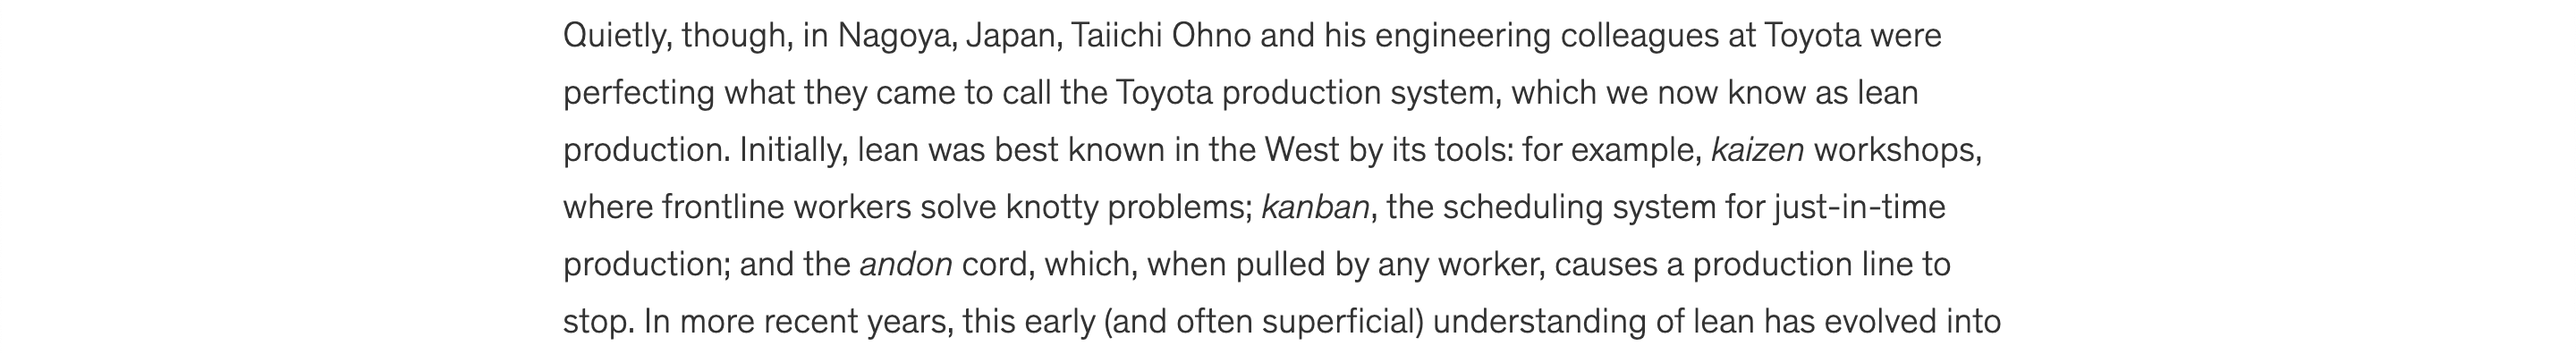 Quietly, though, in Nagoya, Japan, Taiichi Ohno and his engineering colleagues at Toyota were
perfecting what they came to call the Toyota production system, which we now know as lean
production. Initially, lean was best known in the West by its tools: for example, kaizen workshops,
where frontline workers solve knotty problems; kanban, the scheduling system for just-in-time
production; and the andon cord, which, when pulled by any worker, causes a production line to
stop. In more recent years, this early (and often superficial) understanding of lean has evolved into